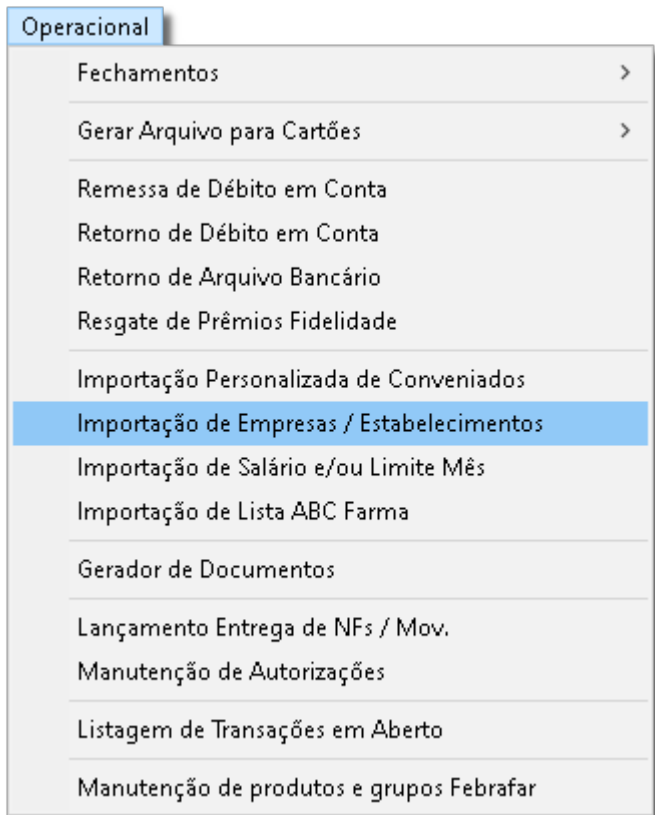 Operacional
Fechamentos
Gerar Arquivo para Cartões
Remessa de Débito em Conta
Retorno de Débito em Conta
Retorno de Arquivo Bancário
Resgate de Prêmios Fidelidade
Importação Personalizada de Conveniados
Importação de Empresas / Estabelecimentos
Importação de Salário e/ou Limite Mês
Importação de Lista ABC Farma
Gerador de Documentos
Lançamento Entrega de NFs / Mov.
Manutenção de Autorizações
Listagem de Transações em Aberto
Manutenção de produtos e grupos Febrafar